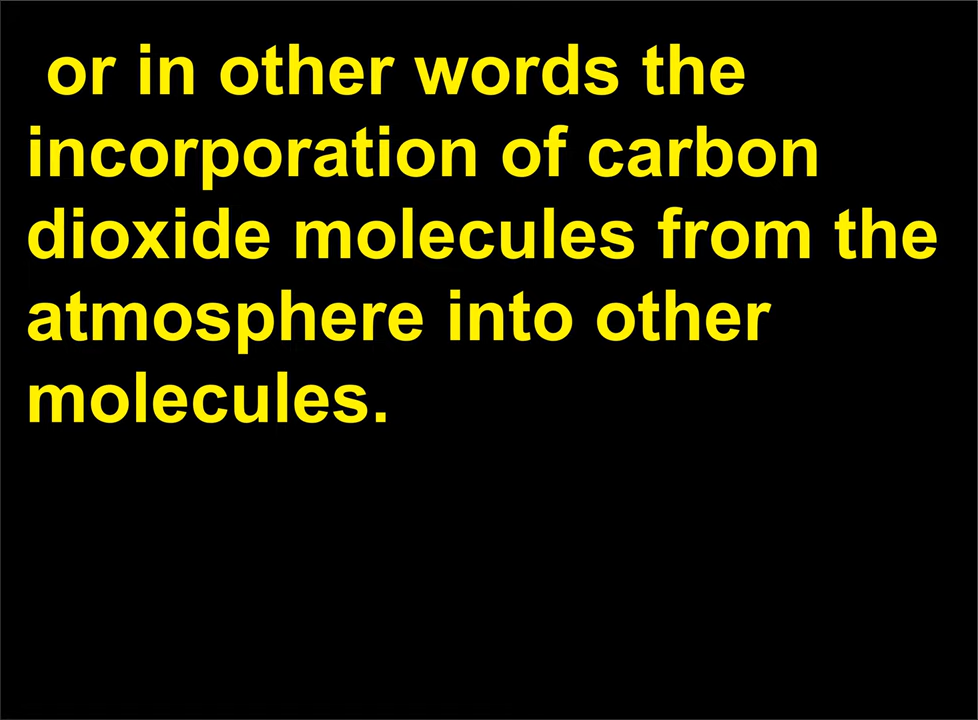 or in other words the
incorporation of carbon
dioxide molecules from the
atmosphere into other
molecules.